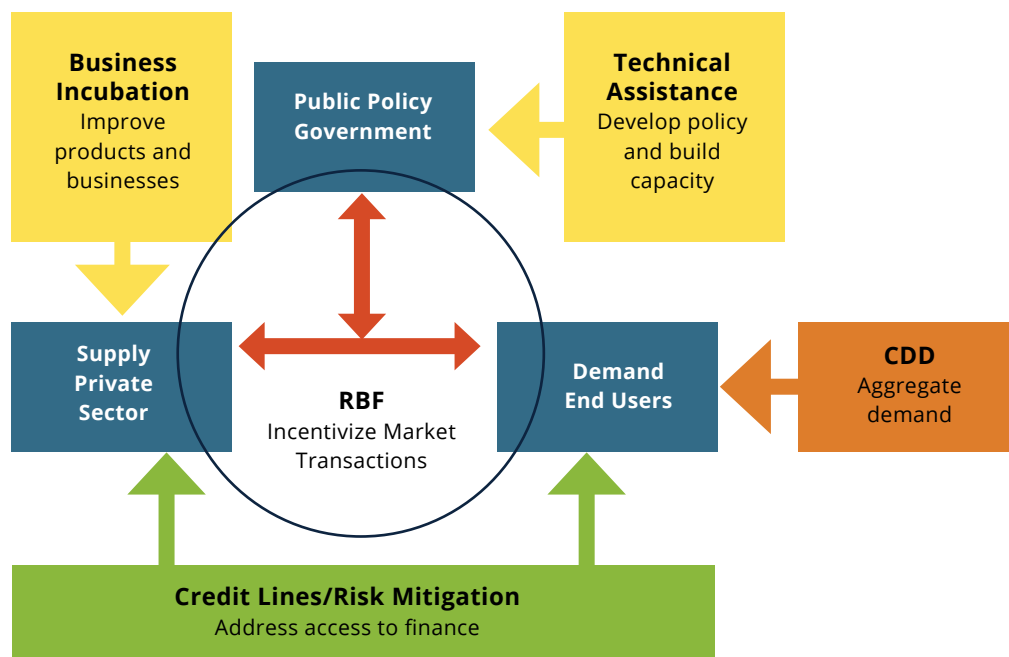 Business
Incubation
Improve
products and
businesses
Public Policy
Government
Technical
Assistance
Develop policy
and build
capacity
Supply
Private
Sector
RBF
Incentivize Market
Transactions
Demand
End Users
CDD
Aggregate
demand
Credit Lines/Risk Mitigation
Address access to finance